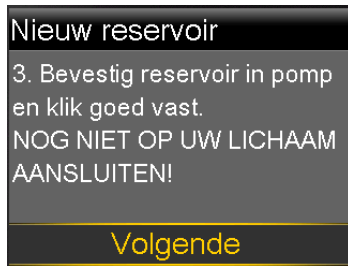 Nieuw reservoir
3. Bevestig reservoir in pomp
en klik goed vast.
NOG NIET OP UW LICHAAM
AANSLUITEN!
Volgende